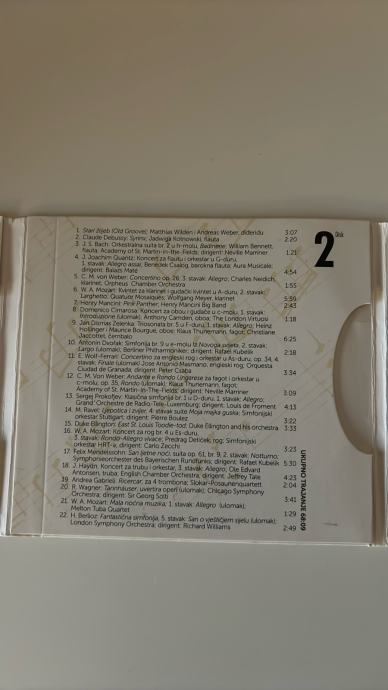 Disk
2
1. Stari žlijeb (Old Groove); Matthias Wilden i Andreas Weber, didgeridu 3:07
2. Claude Debussy: Syrinx; Jadwiga Kotnowska, flauta 2:20
3. J. S. Bach: Orkestralna suita br. 2 u h-molu, Badinerie; William Bennett,
flauta; Academy of St. Martin-in-the-Fields; dirigent: Neville Marriner 1:21
4. J. Joachim Quantz: Koncert za flautu i orkestar u G-duru,
1. stavak: Allegro assai; Benedek Csalog, barokna flauta; Aura Musicale;
dirigent: Balázs Máté 4:54
5. C. M. von Weber: Concertino op. 26, 3. stavak: Allegro; Charles Neidich,
klarinet, Orpheus Chamber Orchestra 1:55
6. W. A. Mozart: Kvintet za klarinet i gudački kvintet u A-duru, 2. stavak:
Larghetto; Quatuor Mosaïques; Wolfgang Meyer, klarinet 5:59
7. Henry Mancini: Pink Panther; Henry Mancini Big Band 2:43
8. Domenico Cimarosa: Koncert za obou i gudače u c-molu, 1. stavak:
Introduzione (ulomak); Anthony Camden, oboa; The London Virtuosi 1:18
9. Jan Dismas Zelenka: Triosonata br. 5 u F-duru, 1. stavak: Allegro; Heinz
Holliger i Maurice Bourgue, oboe; Klaus Thunemann, fagot; Christiane
Jaccottet, čembalo 6:25
10. Antonín Dvořák: Simfonija br. 9 u e-molu Iz Novoga svijeta, 2. stavak:
Largo (ulomak); Berliner Philharmoniker; dirigent: Rafael Kubelik 2:18
11. E. Wolf-Ferrari: Concertino za engleski rog i orkestar u As-duru, op. 34, 4.
stavak: Finale (ulomak); Jose Antonio Masmano, engleski rog; Orquesta
Ciudad de Granada; dirigent: Peter Csaba 3:34
12. C. M. Von Weber: Andante e Rondo Ungarese za fagot i orkestar u
c-molu, op. 35, Rondo (ulomak); Klaus Thunemann, fagot;
Academy of St. Martin-in-The-Fields; dirigent: Neville Marriner 3:09
13. Sergej Prokofjev: Klasična simfonija br. 1 u D-duru, 1. stavak: Allegro;
Grand Orchestre de Radio-Tele-Luxemburg; dirigent: Louis de Froment 4:13
14. M. Ravel: Ljepotica i zvijer, 4. stavak suite Moja majka guska; Simfonijski
orkestar Stuttgart; dirigent: Pierre Boulez 3:22
15. Duke Ellington: East St. Louis Toodle-too; Duke Ellington and his orchestra 3:33
16. W. A. Mozart: Koncert za rog br. 4 u Es-duru,
3. stavak: Rondo-Allegro vivace; Predrag Detiček, rog; Simfonijski
orkestar HRT-a; dirigent: Carlo Zecchi 3:23
17. Felix Mendelssohn: San ljetne noći, suita op. 61, br. 9, 2. stavak: Notturno;
Symphonieorchester des Bayerischen Rundfunks; dirigent: Rafael Kubelik 5:30
18. J. Haydn: Koncert za trubu i orkestar, 3. stavak: Allegro; Ole Edvard
Antonsen, truba; English Chamber Orchestra; dirigent: Jeffrey Tate 4:23
19. Andrea Gabrieli: Ricercar, za 4 trombona; Slokar-Posaunenquartett 2:04
20. R. Wagner: Tannhäuser, uvertira operi (ulomak); Chicago Symphony
Orchestra; dirigent: Sir Georg Solti 3:41
21. W. A. Mozart: Mala noćna muzika, 1. stavak: Allegro (ulomak);
Melton Tuba Quartet 1:29
22. H. Berlioz: Fantastična simfonija, 5. stavak: San o vještičjem sijelu (ulomak);
London Symphony Orchestra; dirigent: Richard Williams 2:49
UKUPNO TRAJANJE 68:09